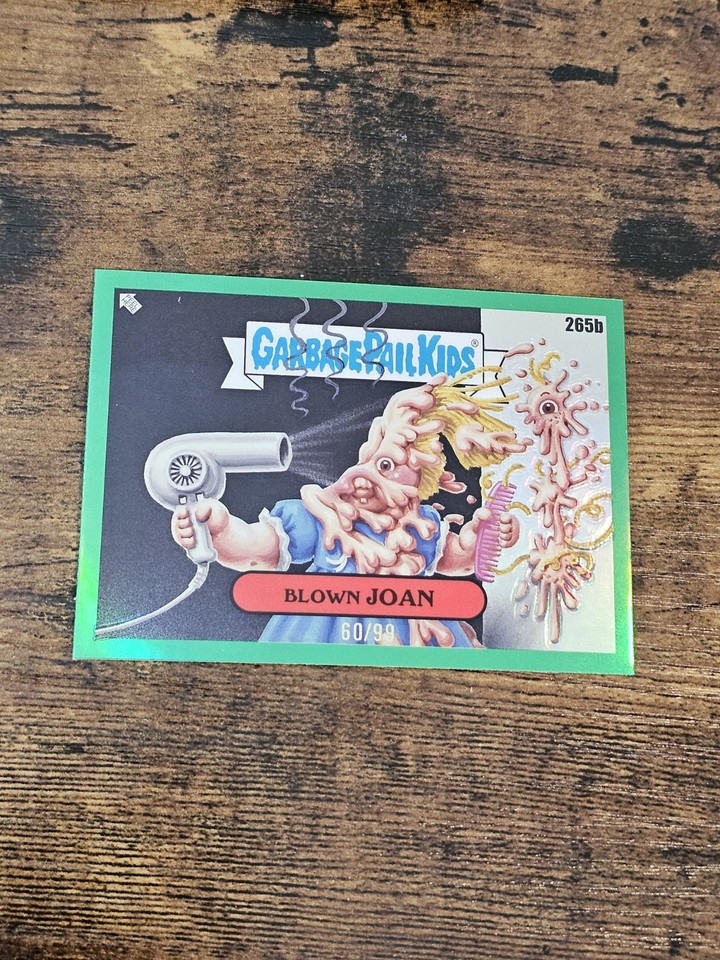 265b
GARBAGE PAIL KIDS®
BLOWN JOAN
60/99